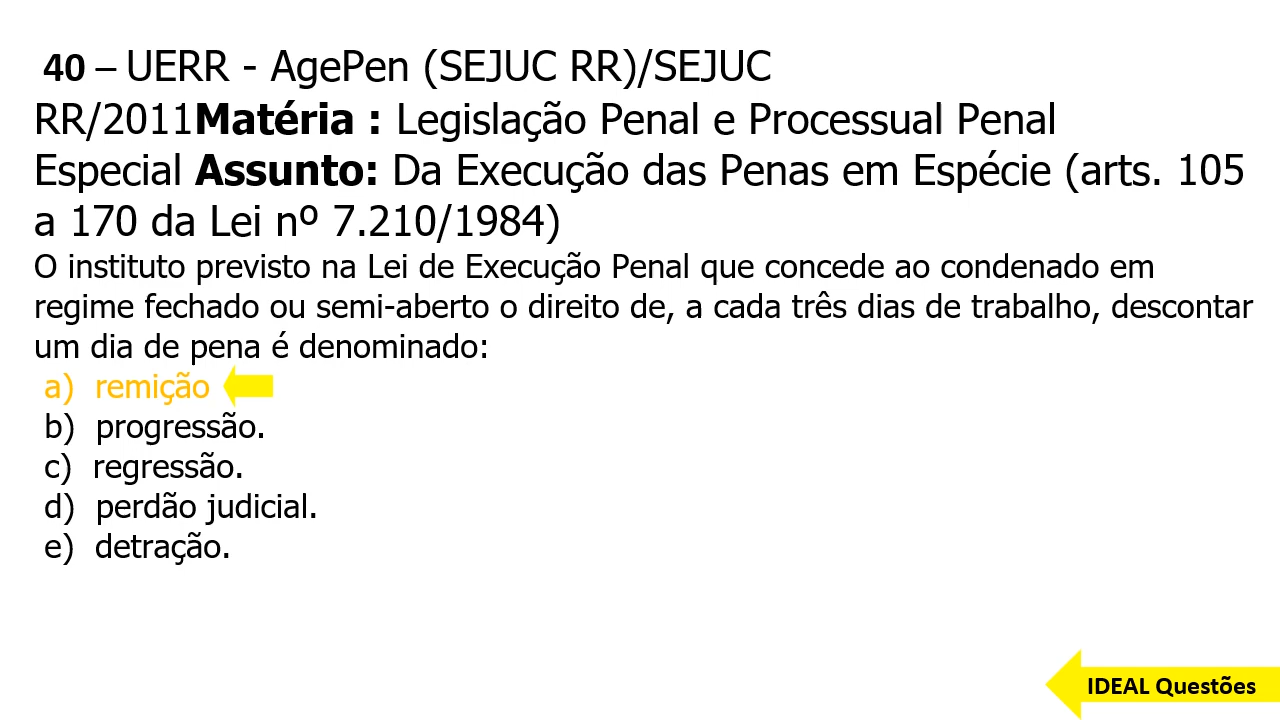 40 – UERR - AgePen (SEJUC RR)/SEJUC
RR/2011Matéria : Legislação Penal e Processual Penal
Especial Assunto: Da Execução das Penas em Espécie (arts. 105
a 170 da Lei nº 7.210/1984)
O instituto previsto na Lei de Execução Penal que concede ao condenado em
regime fechado ou semi-aberto o direito de, a cada três dias de trabalho, descontar
um dia de pena é denominado:
a) remição
b) progressão.
c) regressão.
d) perdão judicial.
e) detração.
IDEAL Questões